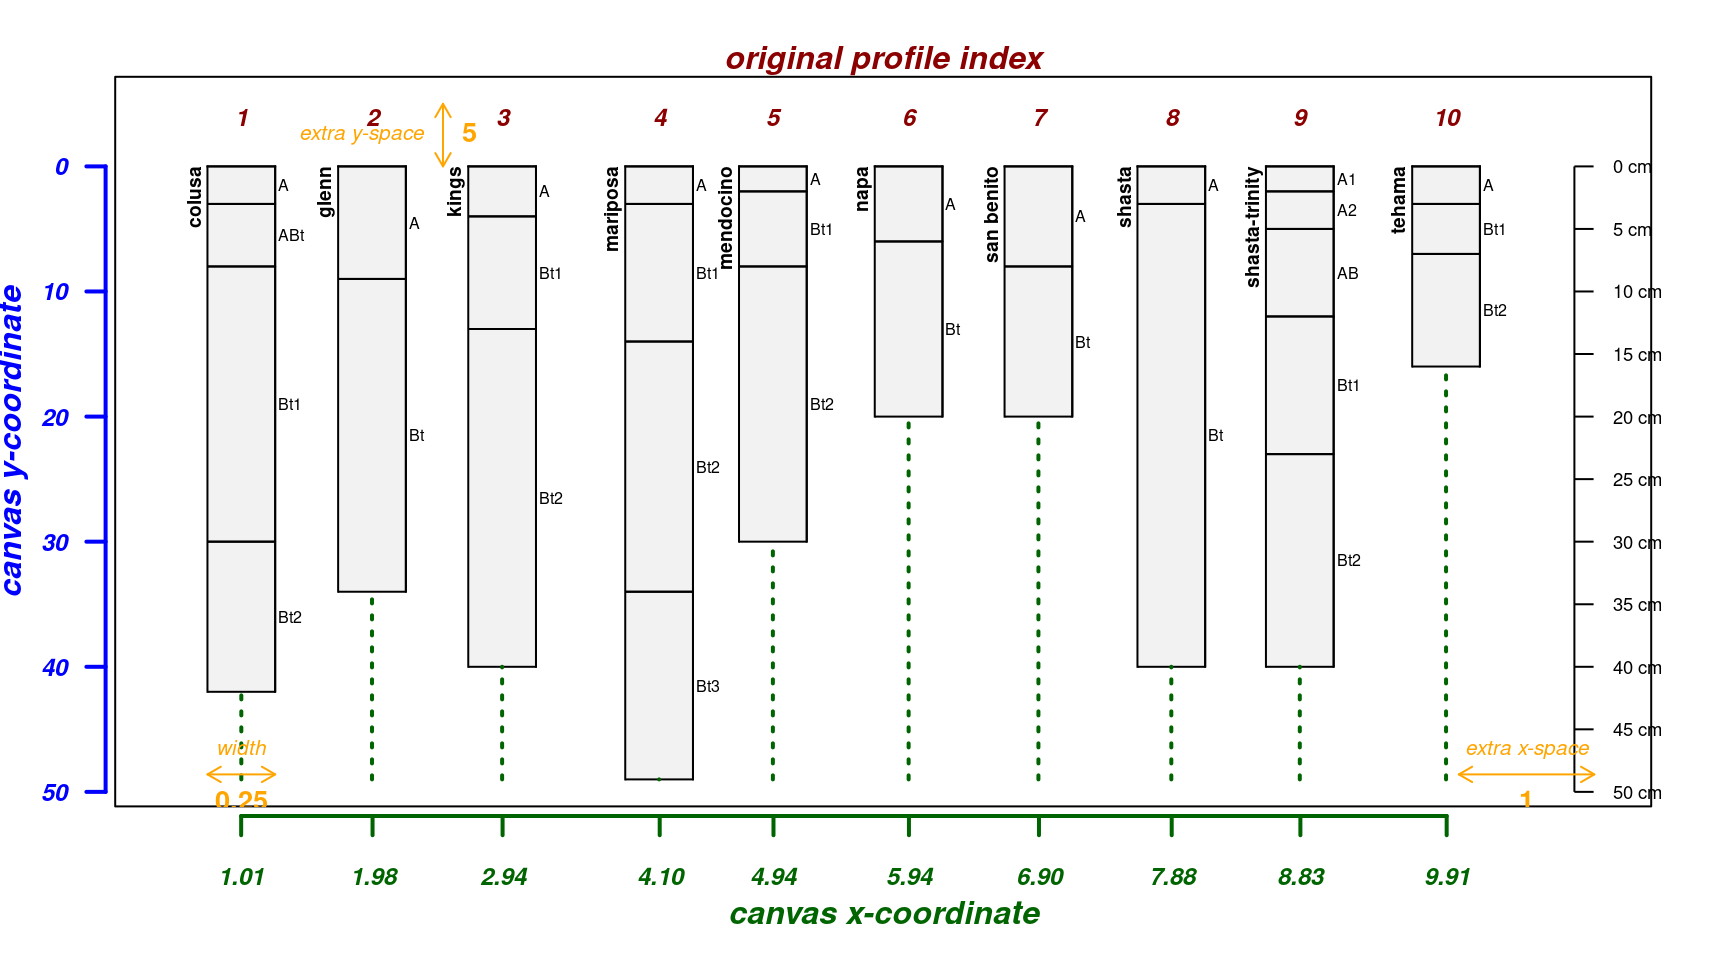 original profile index
1 2 3 4 5 6 7 8 9 10
extra y-space 5
canvas y-coordinate
0
10
20
30
40
50
colusa
A
ABt
Bt1
Bt2
glenn
A
Bt
kings
A
Bt1
Bt2
mariposa
A
Bt1
Bt2
Bt3
mendocino
A
Bt1
Bt2
napa
A
Bt
san benito
A
Bt
shasta
A
Bt
shasta-trinity
A1
A2
AB
Bt1
Bt2
tehama
A
Bt1
Bt2
0 cm
5 cm
10 cm
15 cm
20 cm
25 cm
30 cm
35 cm
40 cm
45 cm
50 cm
width
0.25
extra x-space
1
1.01 1.98 2.94 4.10 4.94 5.94 6.90 7.88 8.83 9.91
canvas x-coordinate